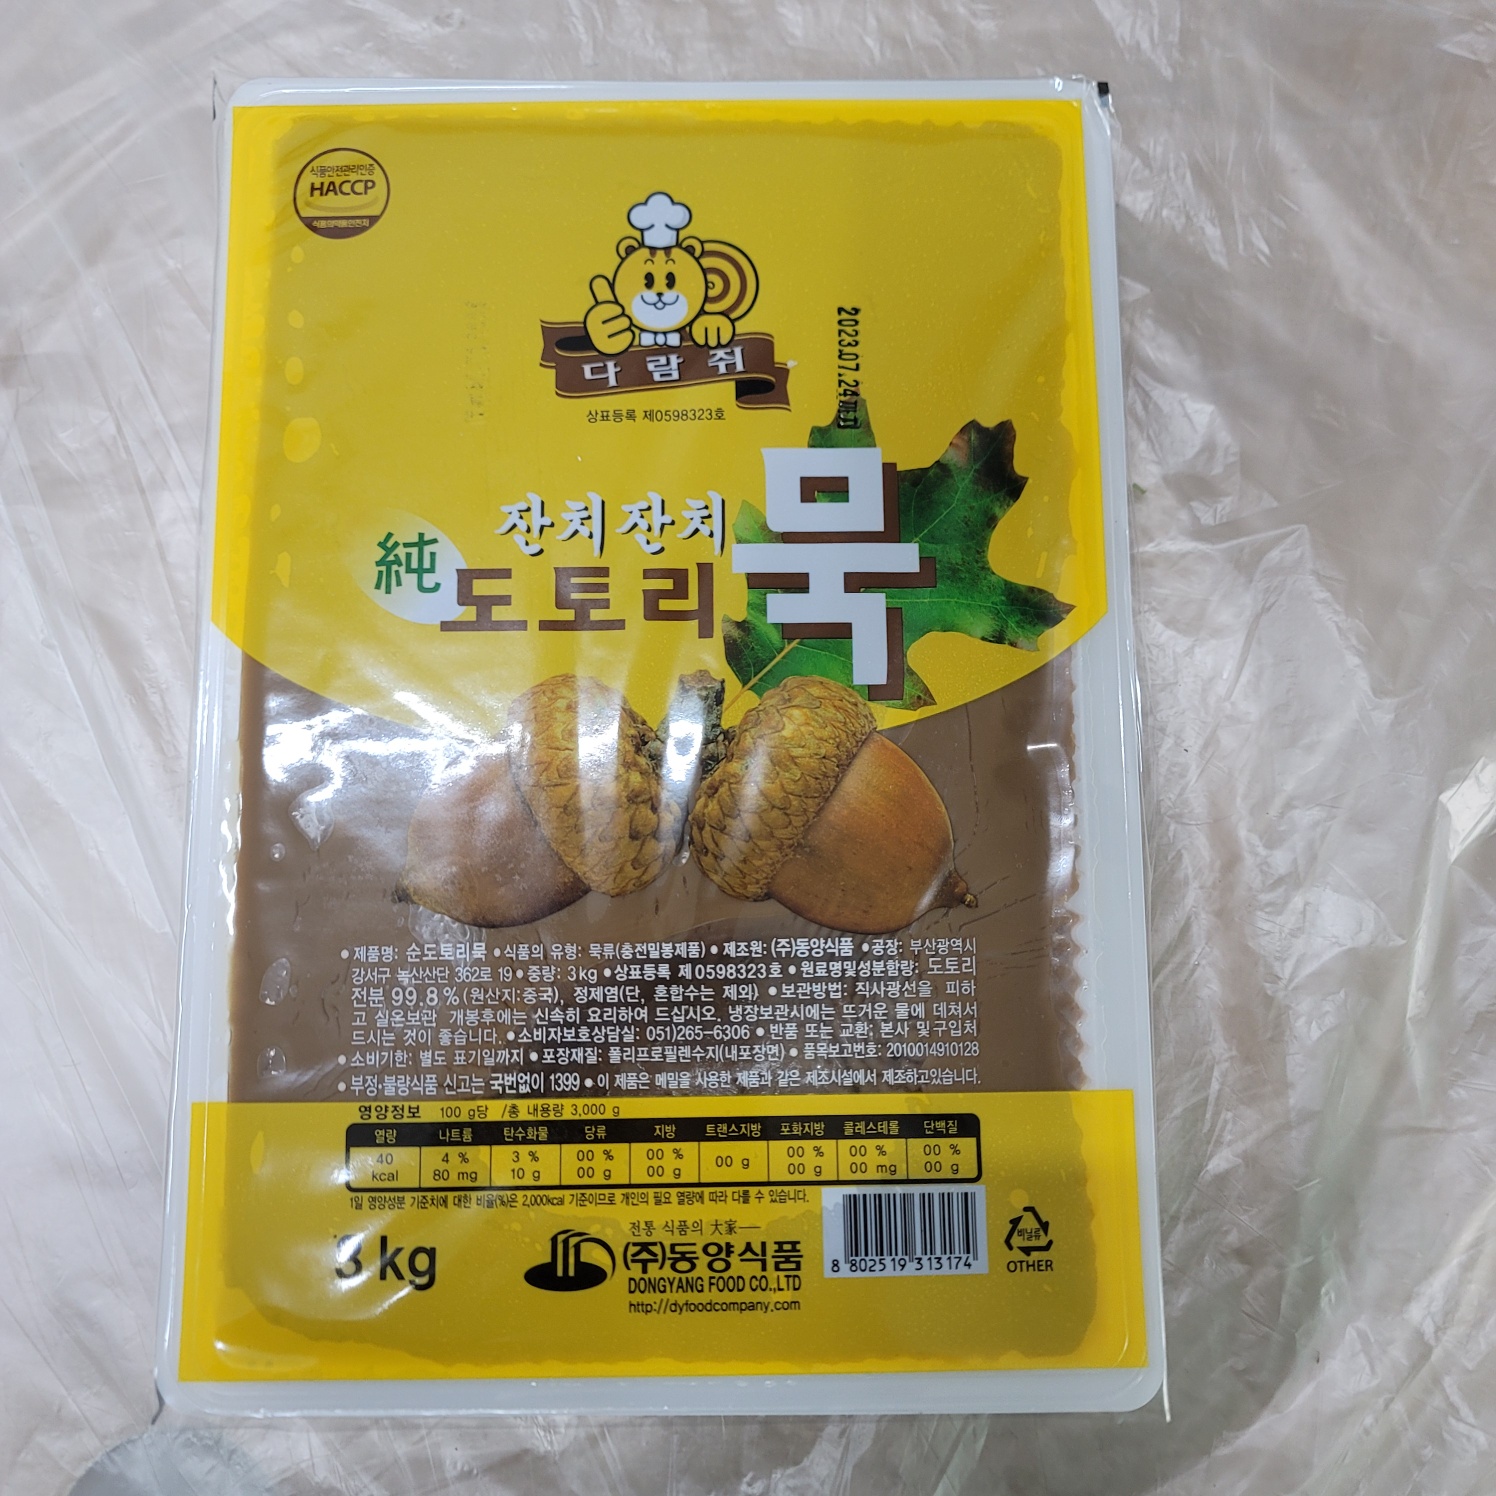 식품안전관리인증
HACCP
식품의약품안전처
다람쥐
상표등록 제0598323호
2023.07.24까지
잔치잔치
純 도토리묵
• 제품명: 순도토리묵 • 식품의 유형: 묵류(충전밀봉제품) • 제조원: (주)동양식품 • 공장: 부산광역시
강서구 녹산산단 362로 19 • 중량: 3kg • 상표등록 제0598323호 • 원료명및성분함량: 도토리
전분 99.8%(원산지:중국), 정제염(단, 혼합수는 제외) • 보관방법: 직사광선을 피하
고 실온보관 개봉후에는 신속히 요리하여 드십시오. 냉장보관시에는 뜨거운 물에 데쳐서
드시는 것이 좋습니다. • 소비자보호상담실: 051)265-6306 • 반품 또는 교환: 본사 및 구입처
• 소비기한: 별도 표기일까지 • 포장재질: 폴리프로필렌수지(내포장면) • 품목보고번호: 2010014910128
• 부정·불량식품 신고는 국번없이 1399 • 이 제품은 메밀을 사용한 제품과 같은 제조시설에서 제조하고있습니다.
영양정보 100 g당 /총 내용량 3,000 g
열량 나트륨 탄수화물 당류 지방 트랜스지방 포화지방 콜레스테롤 단백질
40 4 % 3 % 00 % 00 % 00 g 00 % 00 % 00 %
kcal 80 mg 10 g 00 g 00 g 00 g 00 mg 00 g
1일 영양성분 기준치에 대한 비율(%)은 2,000kcal 기준이므로 개인의 필요 열량에 따라 다를 수 있습니다.
3 kg
전통 식품의 大家
(주)동양식품
DONGYANG FOOD CO.,LTD
http://dyfoodcompany.com
8 802519 313174
비닐류
OTHER